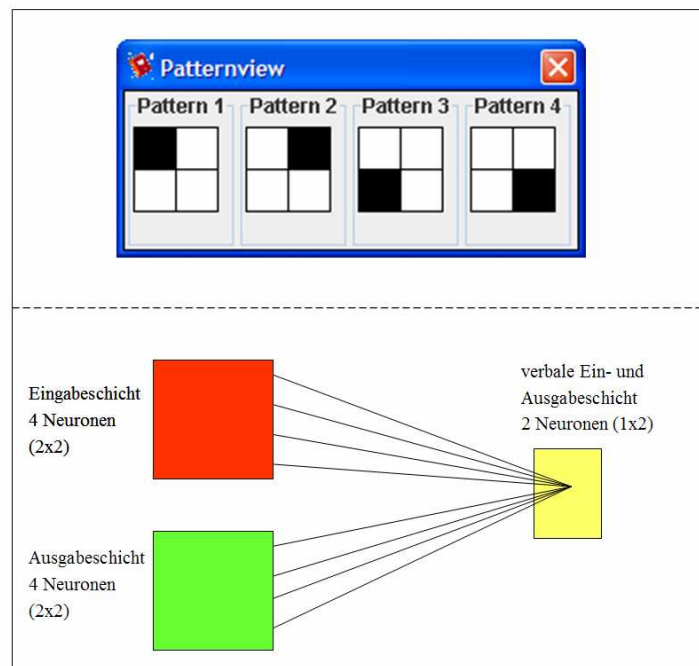 Patternview
Pattern 1 Pattern 2 Pattern 3 Pattern 4
Eingabeschicht
4 Neuronen
(2x2)
verbale Ein- und
Ausgabeschicht
2 Neuronen (1x2)
Ausgabeschicht
4 Neuronen
(2x2)